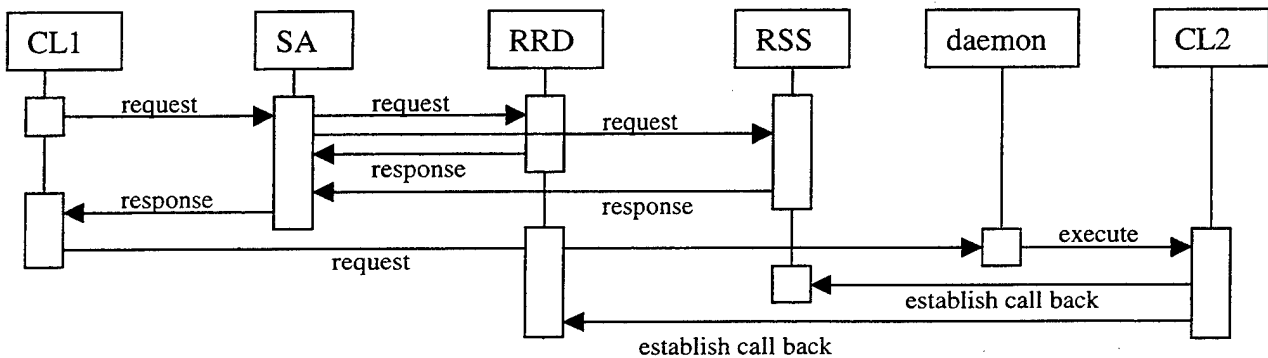 CL1 SA RRD RSS daemon CL2
request request
request
response
response response
request execute
establish call back
establish call back